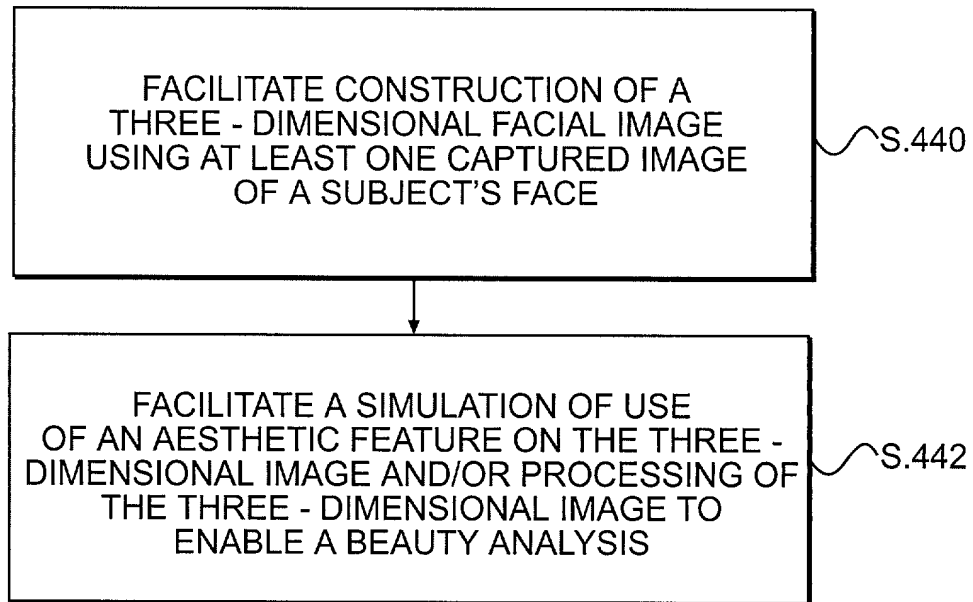 FACILITATE CONSTRUCTION OF A
THREE - DIMENSIONAL FACIAL IMAGE
USING AT LEAST ONE CAPTURED IMAGE
OF A SUBJECT'S FACE
S.440
FACILITATE A SIMULATION OF USE
OF AN AESTHETIC FEATURE ON THE THREE -
DIMENSIONAL IMAGE AND/OR PROCESSING OF
THE THREE - DIMENSIONAL IMAGE TO
ENABLE A BEAUTY ANALYSIS
S.442